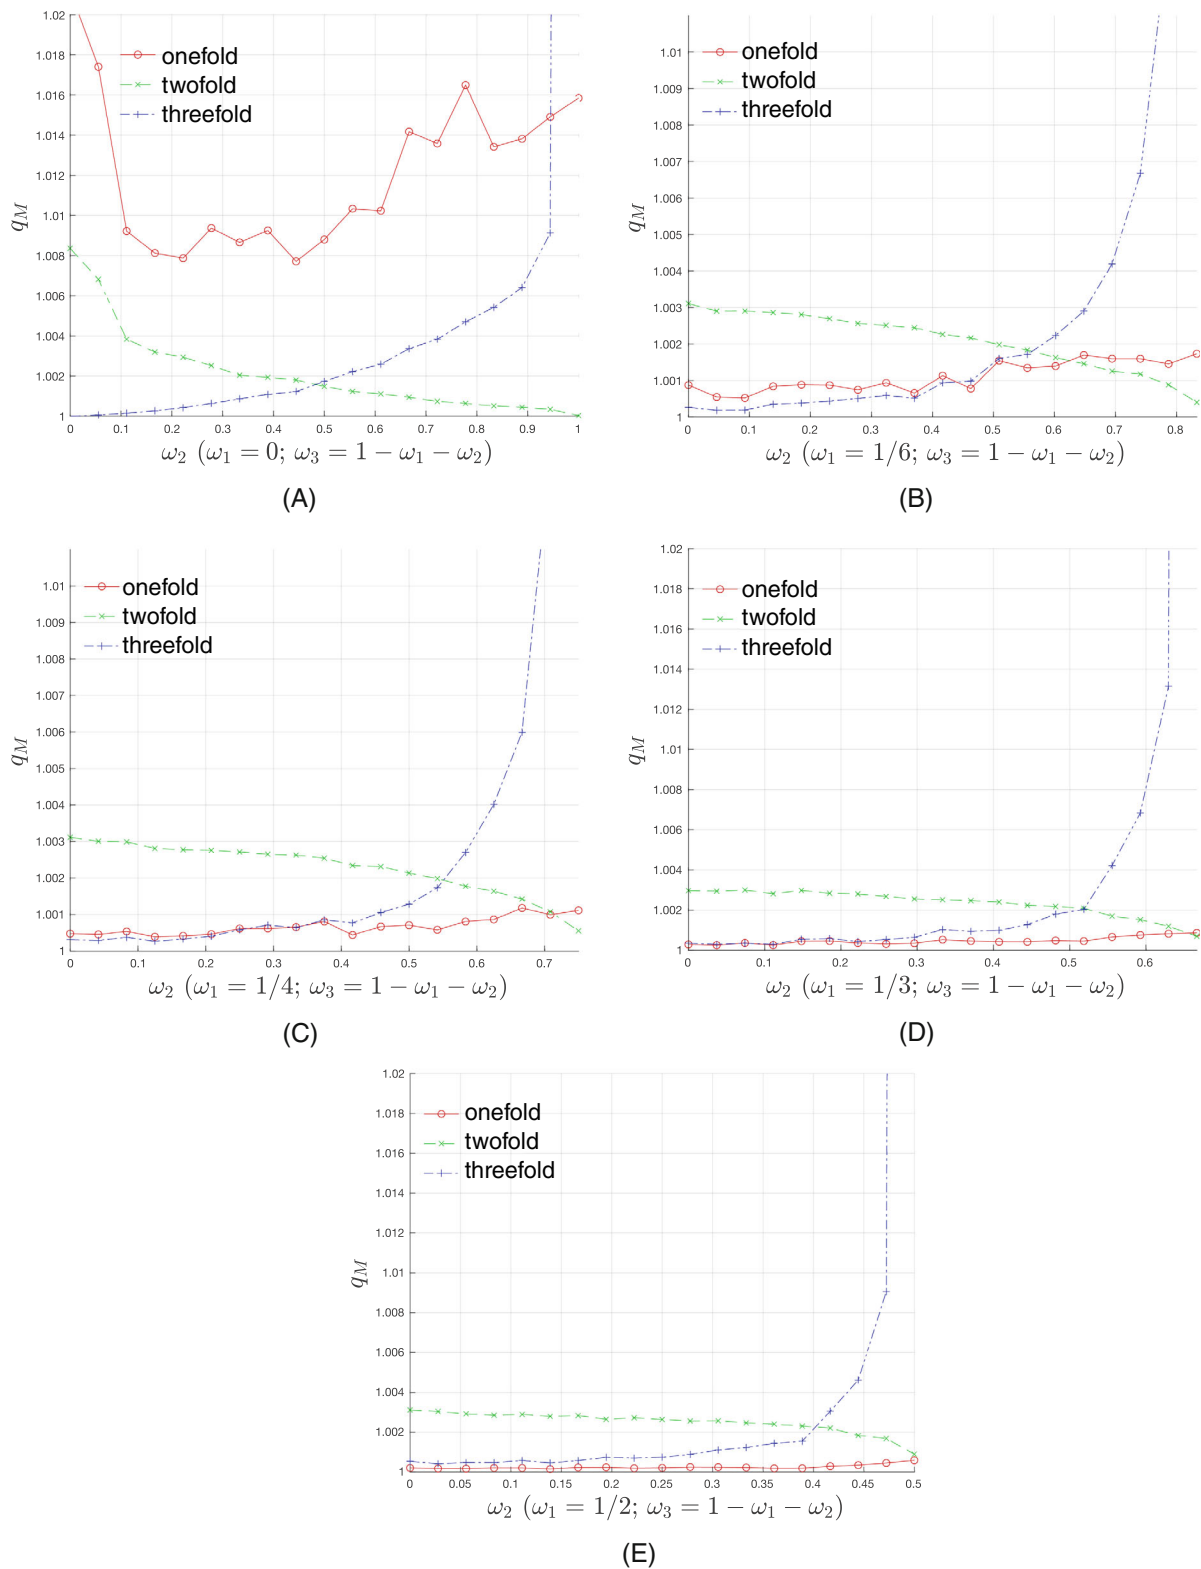 1.02
1.018
1.016
1.014
1.012
1.01
1.008
1.006
1.004
1.002
1
q_M
onefold
twofold
threefold
0 0.1 0.2 0.3 0.4 0.5 0.6 0.7 0.8 0.9 1
ω₂ (ω₁ = 0; ω₃ = 1 − ω₁ − ω₂)
(A)
1.01
1.009
1.008
1.007
1.006
1.005
1.004
1.003
1.002
1.001
1
q_M
onefold
twofold
threefold
0 0.1 0.2 0.3 0.4 0.5 0.6 0.7 0.8
ω₂ (ω₁ = 1/6; ω₃ = 1 − ω₁ − ω₂)
(B)
1.01
1.009
1.008
1.007
1.006
1.005
1.004
1.003
1.002
1.001
1
q_M
onefold
twofold
threefold
0 0.1 0.2 0.3 0.4 0.5 0.6 0.7
ω₂ (ω₁ = 1/4; ω₃ = 1 − ω₁ − ω₂)
(C)
1.02
1.018
1.016
1.014
1.012
1.01
1.008
1.006
1.004
1.002
1
q_M
onefold
twofold
threefold
0 0.1 0.2 0.3 0.4 0.5 0.6
ω₂ (ω₁ = 1/3; ω₃ = 1 − ω₁ − ω₂)
(D)
1.02
1.018
1.016
1.014
1.012
1.01
1.008
1.006
1.004
1.002
1
q_M
onefold
twofold
threefold
0 0.05 0.1 0.15 0.2 0.25 0.3 0.35 0.4 0.45 0.5
ω₂ (ω₁ = 1/2; ω₃ = 1 − ω₁ − ω₂)
(E)